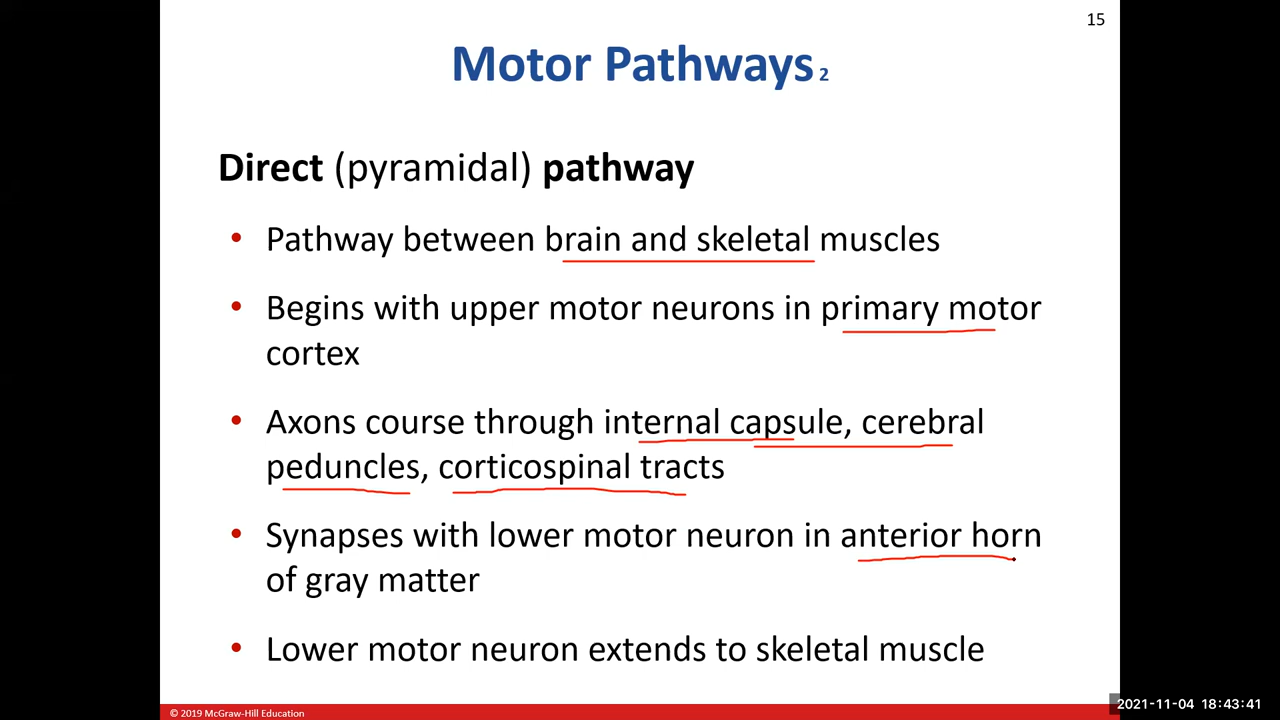 15
Motor Pathways 2
Direct (pyramidal) pathway
• Pathway between brain and skeletal muscles
• Begins with upper motor neurons in primary motor
cortex
• Axons course through internal capsule, cerebral
peduncles, corticospinal tracts
• Synapses with lower motor neuron in anterior horn
of gray matter
• Lower motor neuron extends to skeletal muscle
© 2019 McGraw-Hill Education
2021-11-04 18:43:41